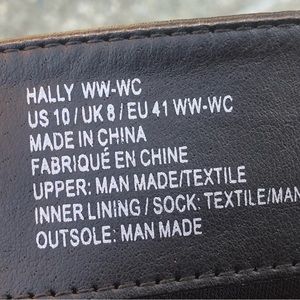 HALLY WW-WC
US 10 / UK 8 / EU 41 WW-WC
MADE IN CHINA
FABRIQUÉ EN CHINE
UPPER: MAN MADE/TEXTILE
INNER LINING / SOCK: TEXTILE/MAN
OUTSOLE: MAN MADE